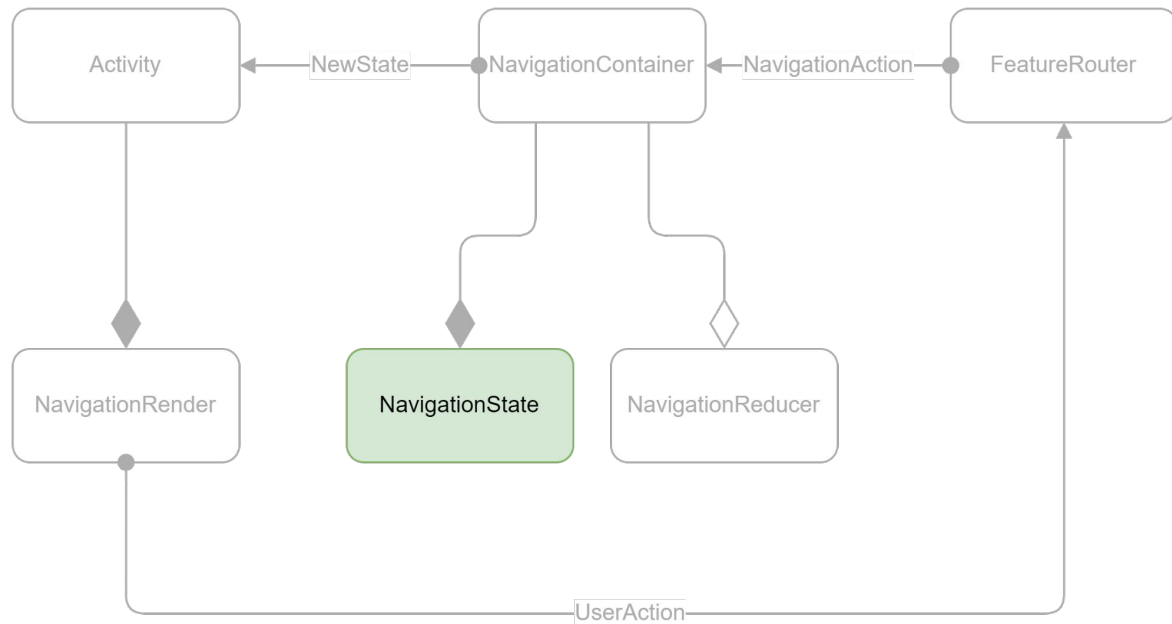 Activity
NewState
NavigationContainer
NavigationAction
FeatureRouter
NavigationRender
NavigationState
NavigationReducer
UserAction